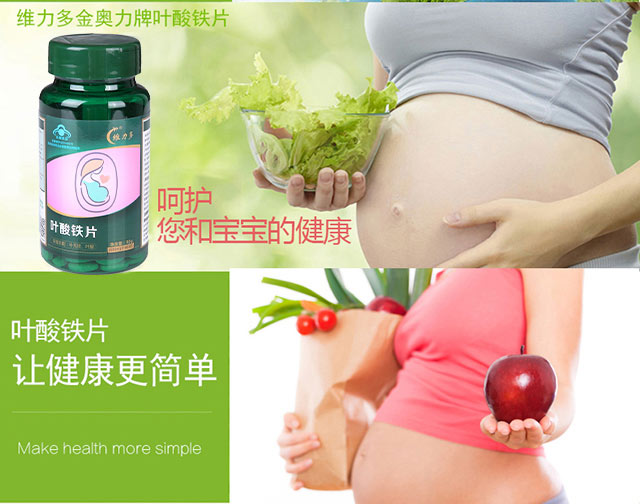 维力多金奥力牌叶酸铁片
维力多
叶酸铁片
呵护
您和宝宝的健康
叶酸铁片
让健康更简单
Make health more simple